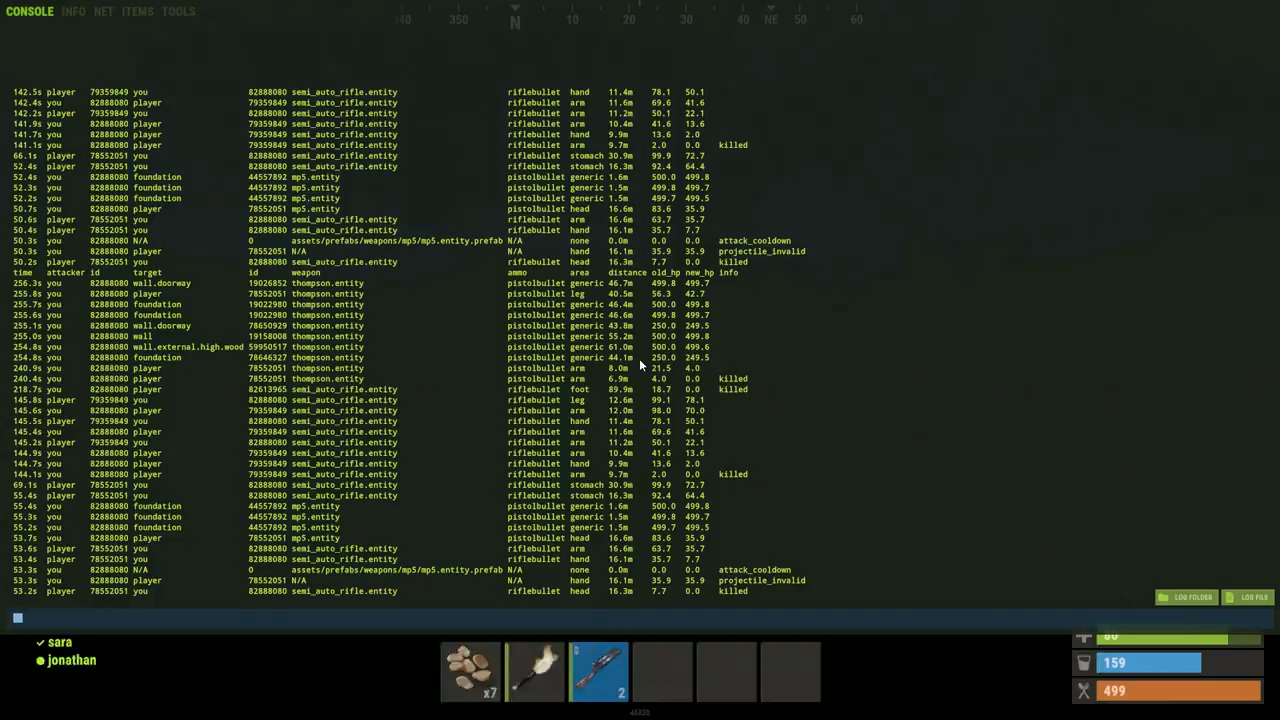 CONSOLE INFO NET ITEMS TOOLS
340 350 N 10 20 30 40 NE 50 60
142.5s player 79359849 you 82888080 semi_auto_rifle.entity riflebullet hand 11.4m 78.1 50.1
142.4s you 82888080 player 79359849 semi_auto_rifle.entity riflebullet arm 11.6m 69.6 41.6
142.2s player 79359849 you 82888080 semi_auto_rifle.entity riflebullet arm 11.2m 50.1 22.1
141.9s you 82888080 player 79359849 semi_auto_rifle.entity riflebullet arm 10.4m 41.6 13.6
141.7s you 82888080 player 79359849 semi_auto_rifle.entity riflebullet hand 9.9m 13.6 2.0
141.1s you 82888080 player 79359849 semi_auto_rifle.entity riflebullet arm 9.7m 2.0 0.0 killed
66.1s player 78552051 you 82888080 semi_auto_rifle.entity riflebullet stomach 30.9m 99.9 72.7
52.4s player 78552051 you 82888080 semi_auto_rifle.entity riflebullet stomach 16.3m 92.4 64.4
52.4s you 82888080 foundation 44557892 mp5.entity pistolbullet generic 1.6m 500.0 499.8
52.3s you 82888080 foundation 44557892 mp5.entity pistolbullet generic 1.5m 499.8 499.7
52.2s you 82888080 foundation 44557892 mp5.entity pistolbullet generic 1.5m 499.7 499.5
50.7s you 82888080 player 78552051 mp5.entity pistolbullet head 16.6m 83.6 35.9
50.6s player 78552051 you 82888080 semi_auto_rifle.entity riflebullet arm 16.6m 63.7 35.7
50.4s player 78552051 you 82888080 semi_auto_rifle.entity riflebullet hand 16.1m 35.7 7.7
50.3s you 82888080 N/A 0 assets/prefabs/weapons/mp5/mp5.entity.prefab N/A none 0.0m 0.0 0.0 attack_cooldown
50.3s you 82888080 player 78552051 N/A N/A hand 16.1m 35.9 35.9 projectile_invalid
50.2s player 78552051 you 82888080 semi_auto_rifle.entity riflebullet head 16.3m 7.7 0.0 killed
time attacker id target id weapon ammo area distance old_hp new_hp info
256.3s you 82888080 wall.doorway 19026852 thompson.entity pistolbullet generic 46.7m 499.8 499.7
255.8s you 82888080 player 78552051 thompson.entity pistolbullet leg 40.5m 56.3 42.7
255.7s you 82888080 foundation 19022980 thompson.entity pistolbullet generic 46.4m 500.0 499.8
255.6s you 82888080 foundation 19022980 thompson.entity pistolbullet generic 46.6m 499.8 499.7
255.1s you 82888080 wall.doorway 78650929 thompson.entity pistolbullet generic 43.8m 250.0 249.5
255.0s you 82888080 wall 19158008 thompson.entity pistolbullet generic 55.2m 500.0 499.8
254.8s you 82888080 wall.external.high.wood 59950517 thompson.entity pistolbullet generic 61.0m 500.0 499.6
254.8s you 82888080 foundation 78646327 thompson.entity pistolbullet generic 44.1m 250.0 249.5
240.9s you 82888080 player 78552051 thompson.entity pistolbullet arm 8.0m 21.5 4.0
240.4s you 82888080 player 78552051 thompson.entity pistolbullet arm 6.9m 4.0 0.0 killed
218.7s you 82888080 player 82613965 semi_auto_rifle.entity riflebullet foot 89.9m 18.7 0.0 killed
145.8s player 79359849 you 82888080 semi_auto_rifle.entity riflebullet leg 12.6m 99.1 78.1
145.6s you 82888080 player 79359849 semi_auto_rifle.entity riflebullet arm 12.0m 98.0 70.0
145.5s player 79359849 you 82888080 semi_auto_rifle.entity riflebullet hand 11.4m 78.1 50.1
145.4s you 82888080 player 79359849 semi_auto_rifle.entity riflebullet arm 11.6m 69.6 41.6
145.2s player 79359849 you 82888080 semi_auto_rifle.entity riflebullet arm 11.2m 50.1 22.1
144.9s you 82888080 player 79359849 semi_auto_rifle.entity riflebullet arm 10.4m 41.6 13.6
144.7s you 82888080 player 79359849 semi_auto_rifle.entity riflebullet hand 9.9m 13.6 2.0
144.1s you 82888080 player 79359849 semi_auto_rifle.entity riflebullet arm 9.7m 2.0 0.0 killed
69.1s player 78552051 you 82888080 semi_auto_rifle.entity riflebullet stomach 30.9m 99.9 72.7
55.4s player 78552051 you 82888080 semi_auto_rifle.entity riflebullet stomach 16.3m 92.4 64.4
55.4s you 82888080 foundation 44557892 mp5.entity pistolbullet generic 1.6m 500.0 499.8
55.3s you 82888080 foundation 44557892 mp5.entity pistolbullet generic 1.5m 499.8 499.7
55.2s you 82888080 foundation 44557892 mp5.entity pistolbullet generic 1.5m 499.7 499.5
53.7s you 82888080 player 78552051 mp5.entity pistolbullet head 16.6m 83.6 35.9
53.6s player 78552051 you 82888080 semi_auto_rifle.entity riflebullet arm 16.6m 63.7 35.7
53.4s player 78552051 you 82888080 semi_auto_rifle.entity riflebullet hand 16.1m 35.7 7.7
53.3s you 82888080 N/A 0 assets/prefabs/weapons/mp5/mp5.entity.prefab N/A none 0.0m 0.0 0.0 attack_cooldown
53.3s you 82888080 player 78552051 N/A N/A hand 16.1m 35.9 35.9 projectile_invalid
53.2s player 78552051 you 82888080 semi_auto_rifle.entity riflebullet head 16.3m 7.7 0.0 killed
LOG FOLDER LOG FILE
sara
jonathan
x7
2
80
159
499